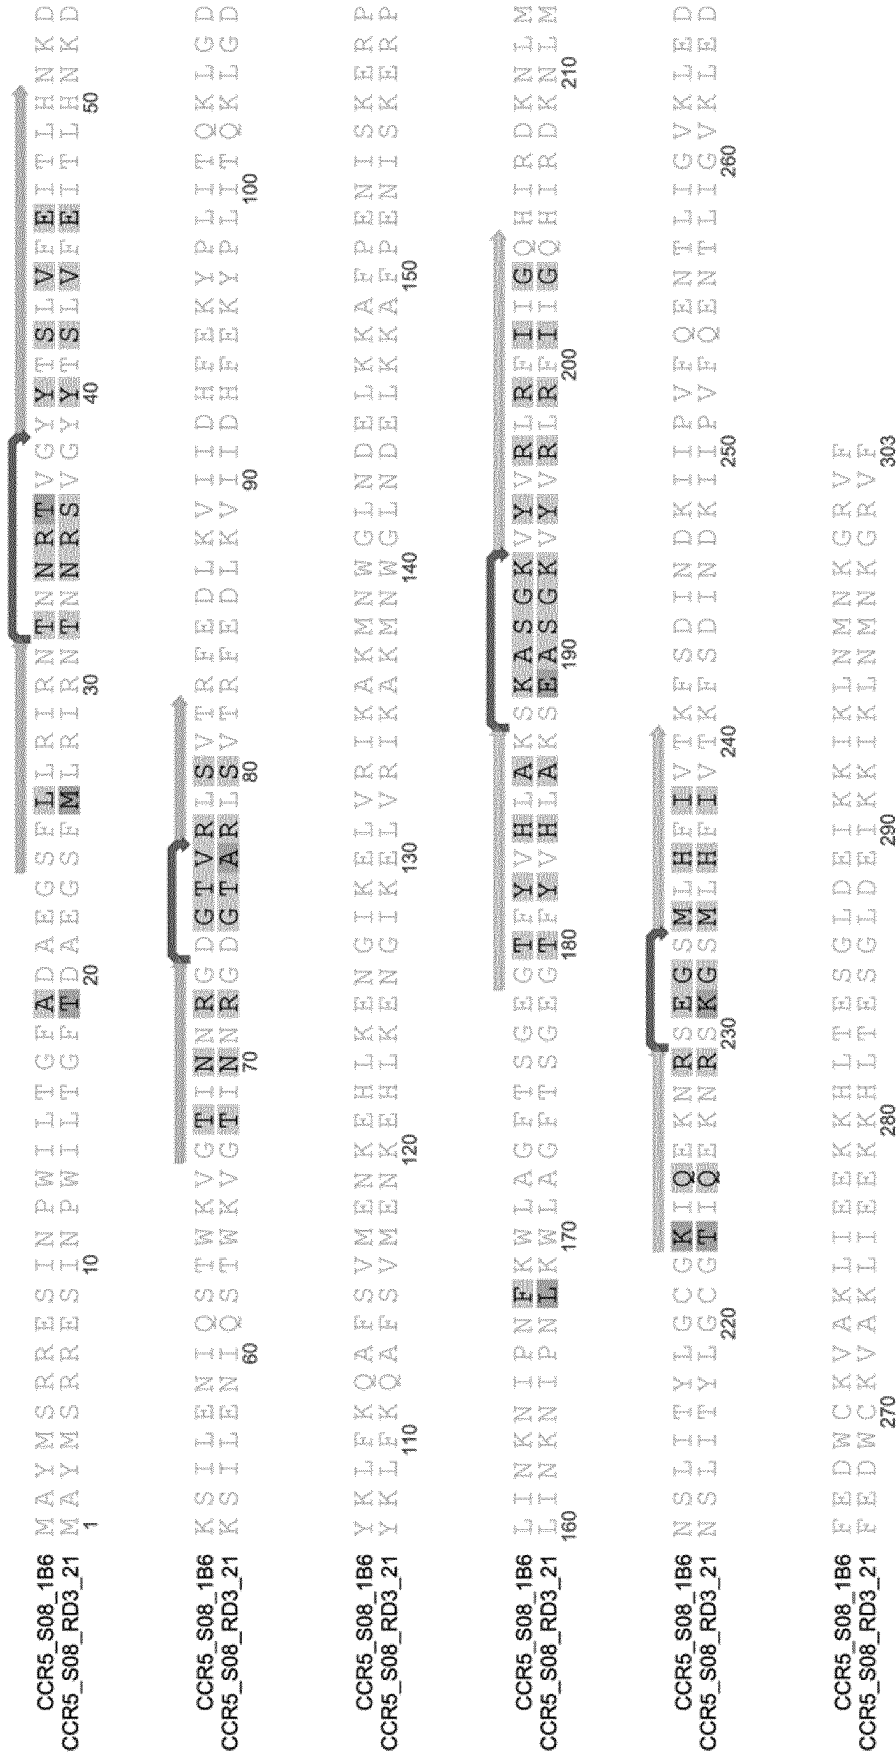 CCR5_S08_1B6 M A Y M S R R E S I N P W I L T G F A D A E G S F L L R I R N T N N R T V G Y Y T S L V F E I T L H N K D
CCR5_S08_RD3_21 M A Y M S R R E S I N P W I L T G F T D A E G S F M L R I R N T N N R S V G Y Y T S L V F E I T L H N K D
1 10 20 30 40 50
CCR5_S08_1B6 K S I L E N I Q S T W K V G T I N N R G D G T V R L S V T R F E D L K V I I D H F E K Y P L I T Q K L G D
CCR5_S08_RD3_21 K S I L E N I Q S T W K V G T I N N R G D G T A R L S V T R F E D L K V I I D H F E K Y P L I T Q K L G D
60 70 80 90 100
CCR5_S08_1B6 Y K L F K Q A F S V M E N K E H L K E N G I K E L V R I K A K M N W G L N D E L K K A F P E N I S K E R P
CCR5_S08_RD3_21 Y K L F K Q A F S V M E N K E H L K E N G I K E L V R I K A K M N W G L N D E L K K A F P E N I S K E R P
110 120 130 140 150
CCR5_S08_1B6 L I N K N I P N F K W L A G F T S G E G T F Y V H L A K S K A S G K V Y V R L R F I I G Q H I R D K N L M
CCR5_S08_RD3_21 L I N K N I P N L K W L A G F T S G E G T F Y V H L A K S E A S G K V Y V R L R F I I G Q H I R D K N L M
160 170 180 190 200 210
CCR5_S08_1B6 N S L I T Y L G C G K I Q E K N R S E G S M L H F I V T K F S D I N D K I I P V F Q E N T L I G V K L E D
CCR5_S08_RD3_21 N S L I T Y L G C G T I Q E K N R S K G S M L H F I V T K F S D I N D K I I P V F Q E N T L I G V K L E D
220 230 240 250 260
CCR5_S08_1B6 F E D W C K V A K L I E E K K H L T E S G L D E I K K I K L N M N K G R V F
CCR5_S08_RD3_21 F E D W C K V A K L I E E K K H L T E S G L D E I K K I K L N M N K G R V F
270 280 290 303